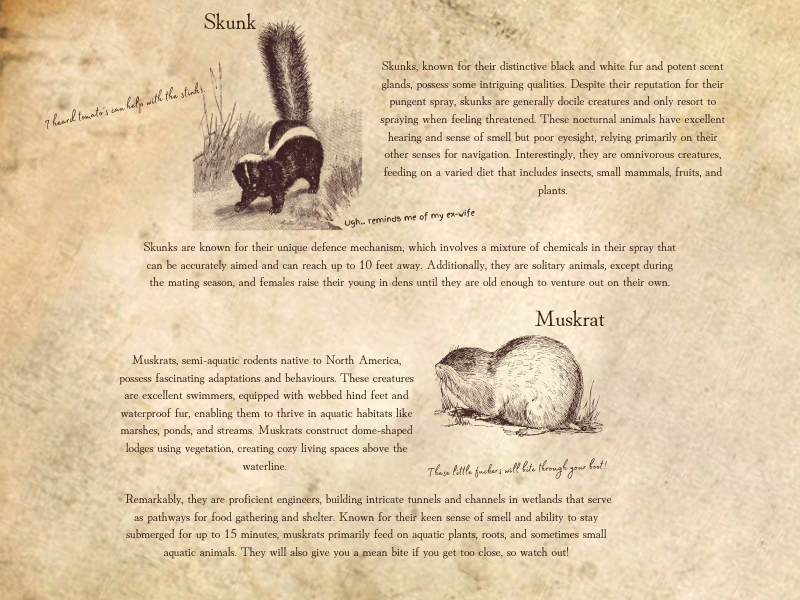 Skunk
Skunks, known for their distinctive black and white fur and potent scent
glands, possess some intriguing qualities. Despite their reputation for their
pungent spray, skunks are generally docile creatures and only resort to
spraying when feeling threatened. These nocturnal animals have excellent
hearing and sense of smell but poor eyesight, relying primarily on their
other senses for navigation. Interestingly, they are omnivorous creatures,
feeding on a varied diet that includes insects, small mammals, fruits, and
plants.
I heard tomato's can help with the stinks.
Ugh... reminds me of my ex-wife
Skunks are known for their unique defence mechanism, which involves a mixture of chemicals in their spray that
can be accurately aimed and can reach up to 10 feet away. Additionally, they are solitary animals, except during
the mating season, and females raise their young in dens until they are old enough to venture out on their own.
Muskrat
Muskrats, semi-aquatic rodents native to North America,
possess fascinating adaptations and behaviours. These creatures
are excellent swimmers, equipped with webbed hind feet and
waterproof fur, enabling them to thrive in aquatic habitats like
marshes, ponds, and streams. Muskrats construct dome-shaped
lodges using vegetation, creating cozy living spaces above the
waterline.
These little fuckers will bite through your boot!
Remarkably, they are proficient engineers, building intricate tunnels and channels in wetlands that serve
as pathways for food gathering and shelter. Known for their keen sense of smell and ability to stay
submerged for up to 15 minutes, muskrats primarily feed on aquatic plants, roots, and sometimes small
aquatic animals. They will also give you a mean bite if you get too close, so watch out!